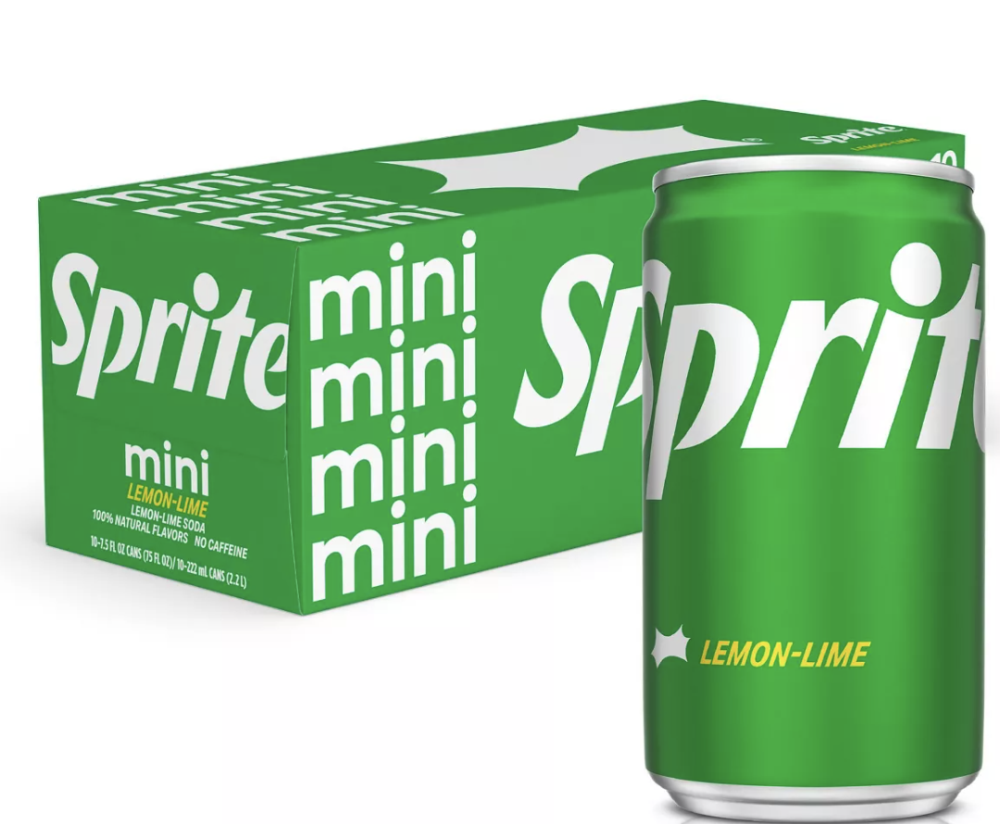 mini
mini
mini
mini
Sprite
LEMON-LIME
10
Sprite
mini
LEMON-LIME
LEMON-LIME SODA
100% NATURAL FLAVORS NO CAFFEINE
10-7.5 FL OZ CANS (75 FL OZ)/ 10-222 mL CANS (2.2 L)
mini
mini
mini
mini
Sp
Sprite
LEMON-LIME